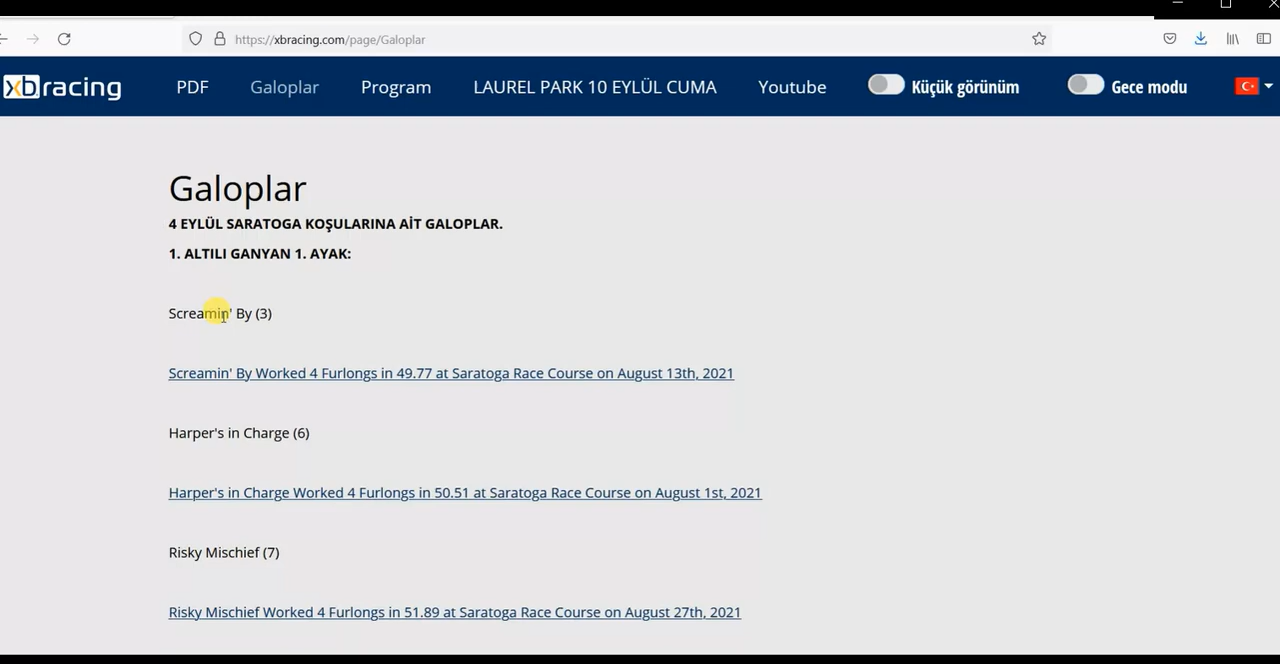 https://xbracing.com/page/Galoplar
xbracing PDF Galoplar Program LAUREL PARK 10 EYLÜL CUMA Youtube Küçük görünüm Gece modu
Galoplar
4 EYLÜL SARATOGA KOŞULARINA AİT GALOPLAR.
1. ALTILI GANYAN 1. AYAK:
Screamin' By (3)
Screamin' By Worked 4 Furlongs in 49.77 at Saratoga Race Course on August 13th, 2021
Harper's in Charge (6)
Harper's in Charge Worked 4 Furlongs in 50.51 at Saratoga Race Course on August 1st, 2021
Risky Mischief (7)
Risky Mischief Worked 4 Furlongs in 51.89 at Saratoga Race Course on August 27th, 2021